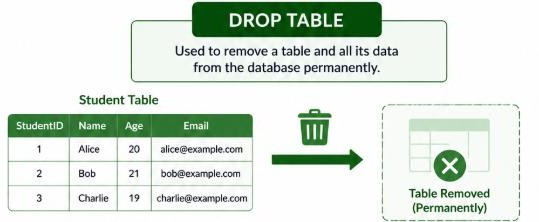 DROP TABLE
Used to remove a table and all its data
from the database permanently.
Student Table
StudentID Name Age Email
1 Alice 20 alice@example.com
2 Bob 21 bob@example.com
3 Charlie 19 charlie@example.com
Table Removed
(Permanently)